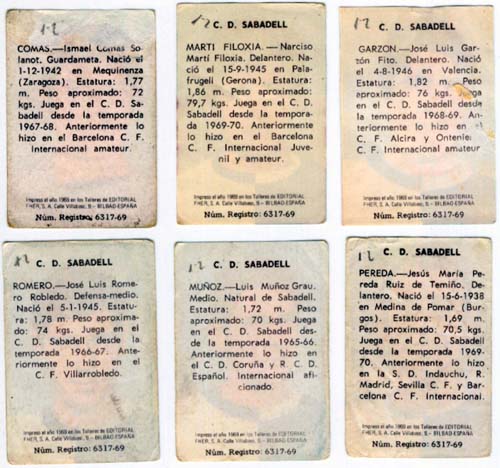 12
COMAS.—Ismael Comas So-
lanot. Guardameta. Nació el
1-12-1942 en Mequinenza
(Zaragoza). Estatura: 1,77
m. Peso aproximado: 72
kgs. Juega en el C. D. Sa-
badell desde la temporada
1967-68. Anteriormente lo
hizo en el Barcelona C.
F. Internacional amateur.
Impreso el año 1969 en los Talleres de EDITORIAL
FHER, S. A. Calle Villabaso, 9. - BILBAO-ESPAÑA
Núm. Registro: 6317-69
12
C. D. SABADELL
MARTI FILOXIA. — Narciso
Martí Filoxia. Delantero. Na-
ció el 15-9-1945 en Pala-
frugell (Gerona). Estatura:
1,86 m. Peso aproximado:
79,7 kgs. Juega en el C. D.
Sabadell desde la tempora-
da 1969-70. Anteriormente
lo hizo en el Barcelona
C. F. Internacional Juve-
nil y amateur.
Impreso el año 1969 en los Talleres de EDITORIAL
FHER, S. A. Calle Villabaso, 9. - BILBAO-ESPAÑA
Núm. Registro: 6317-69
12
C. D. SABADELL
GARZON.—José Luis Gar-
zón Fito. Delantero. Nació
el 4-8-1946 en Valencia.
Estatura: 1,82 m. Peso
aproximado: 76 kgs. Juega
en el C. D. Sabadell desde
la temporada 1968-69. An-
teriormente lo hizo en el
C. F. Alcira y Onteniente
C. F. Internacional amateur
Impreso el año 1969 en los Talleres de EDITORIAL
FHER, S. A. Calle Villabaso, 9. - BILBAO-ESPAÑA
Núm. Registro: 6317-69
12
C. D. SABADELL
ROMERO.—José Luis Rome-
ro Robledo. Defensa-medio.
Nació el 5-1-1945. Estatu-
ra: 1,78 m. Peso aproxima-
do: 74 kgs. Juega en el
C. D. Sabadell desde la
temporada 1966-67. Ante-
riormente lo hizo en el
C. F. Villarrobledo.
Impreso el año 1969 en los Talleres de EDITORIAL
FHER, S. A. Calle Villabaso, 9. - BILBAO-ESPAÑA
Núm. Registro: 6317-69
12
C. D. SABADELL
MUÑOZ.—Luis Muñoz Grau.
Medio. Natural de Sabadell.
Estatura: 1,72 m. Peso
aproximado: 70 kgs. Juega
en el C. D. Sabadell des-
de la temporada 1965-66.
Anteriormente lo hizo en el
C. D. Coruña y R. C. D.
Español. Internacional afi-
cionado.
Impreso el año 1969 en los Talleres de EDITORIAL
FHER, S. A. Calle Villabaso, 9. - BILBAO-ESPAÑA
Núm. Registro: 6317-69
12
C. D. SABADELL
PEREDA.—Jesús María Pe-
reda Ruiz de Temiño. De-
lantero. Nació el 15-6-1938
en Medina de Pomar (Bur-
gos). Estatura: 1,69 m.
Peso aproximado: 70,5 kgs.
Juega en el C. D. Sabadell
desde la temporada 1969-
70. Anteriormente lo hizo
en la S. D. Indauchu, R.
Madrid, Sevilla C. F. y Bar-
celona C. F. Internacional.
Impreso el año 1969 en los Talleres de EDITORIAL
FHER, S. A. Calle Villabaso, 9. - BILBAO-ESPAÑA
Núm. Registro: 6317-69